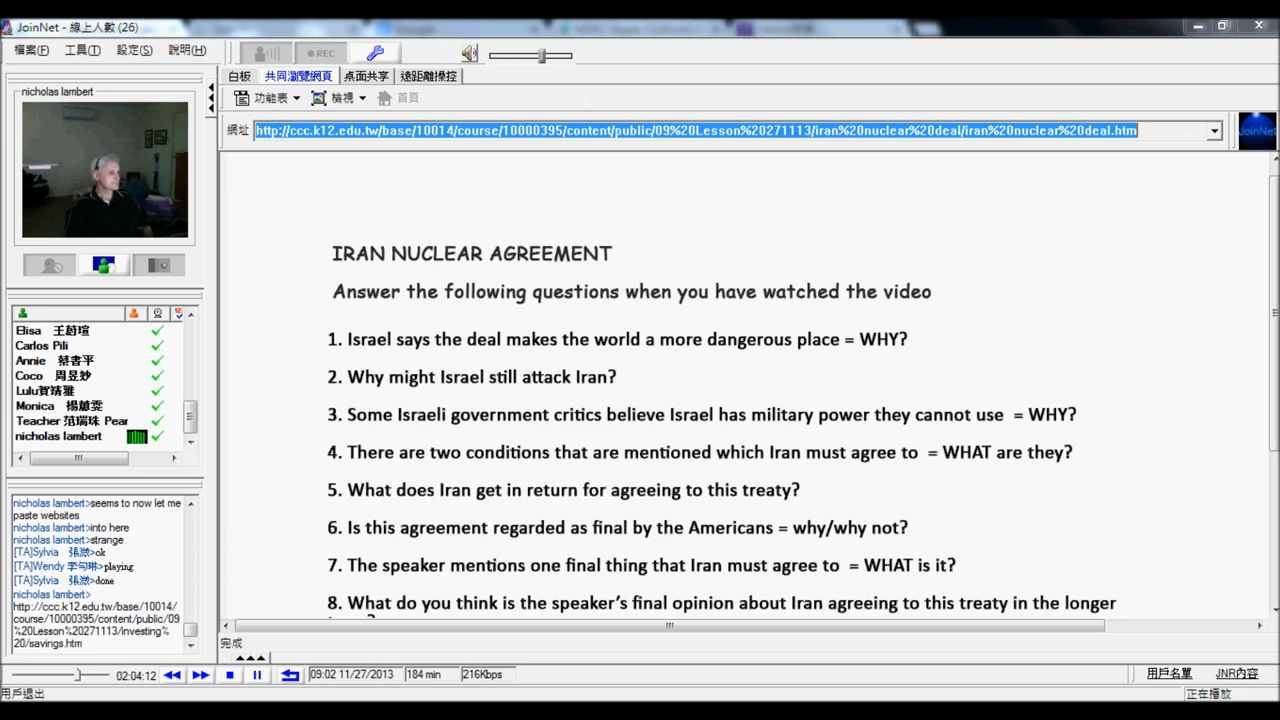 JoinNet - 線上人數 (26)
檔案(F) 工具(T) 設定(S) 說明(H)
REC
nicholas lambert
白板 共同瀏覽網頁 桌面共享 遠距離操控
功能表 檢視 首頁
網址 http://ccc.k12.edu.tw/base/10014/course/10000395/content/public/09%20Lesson%20271113/iran%20nuclear%20deal/iran%20nuclear%20deal.htm
JoinNet
IRAN NUCLEAR AGREEMENT
Answer the following questions when you have watched the video
1. Israel says the deal makes the world a more dangerous place = WHY?
2. Why might Israel still attack Iran?
3. Some Israeli government critics believe Israel has military power they cannot use = WHY?
4. There are two conditions that are mentioned which Iran must agree to = WHAT are they?
5. What does Iran get in return for agreeing to this treaty?
6. Is this agreement regarded as final by the Americans = why/why not?
7. The speaker mentions one final thing that Iran must agree to = WHAT is it?
8. What do you think is the speaker's final opinion about Iran agreeing to this treaty in the longer
Elisa 王蒔瑄
Carlos Pili
Annie 蔡書平
Coco 周昱妙
Lulu賀靖雅
Monica 楊蕙雯
Teacher 范瑞珠 Pear
nicholas lambert
nicholas lambert>seems to now let me
paste websites
nicholas lambert>into here
nicholas lambert>strange
[TA]Sylvia 張澂>ok
[TA]Wendy 李勻琳>playing
[TA]Sylvia 張澂>done
nicholas lambert>
http://ccc.k12.edu.tw/base/10014/
course/10000395/content/public/09
%20Lesson%20271113/investing%
20/savings.htm
完成
02:04:12 09:02 11/27/2013 184 min 216Kbps 用戶名單 JNR內容
用戶退出 正在播放